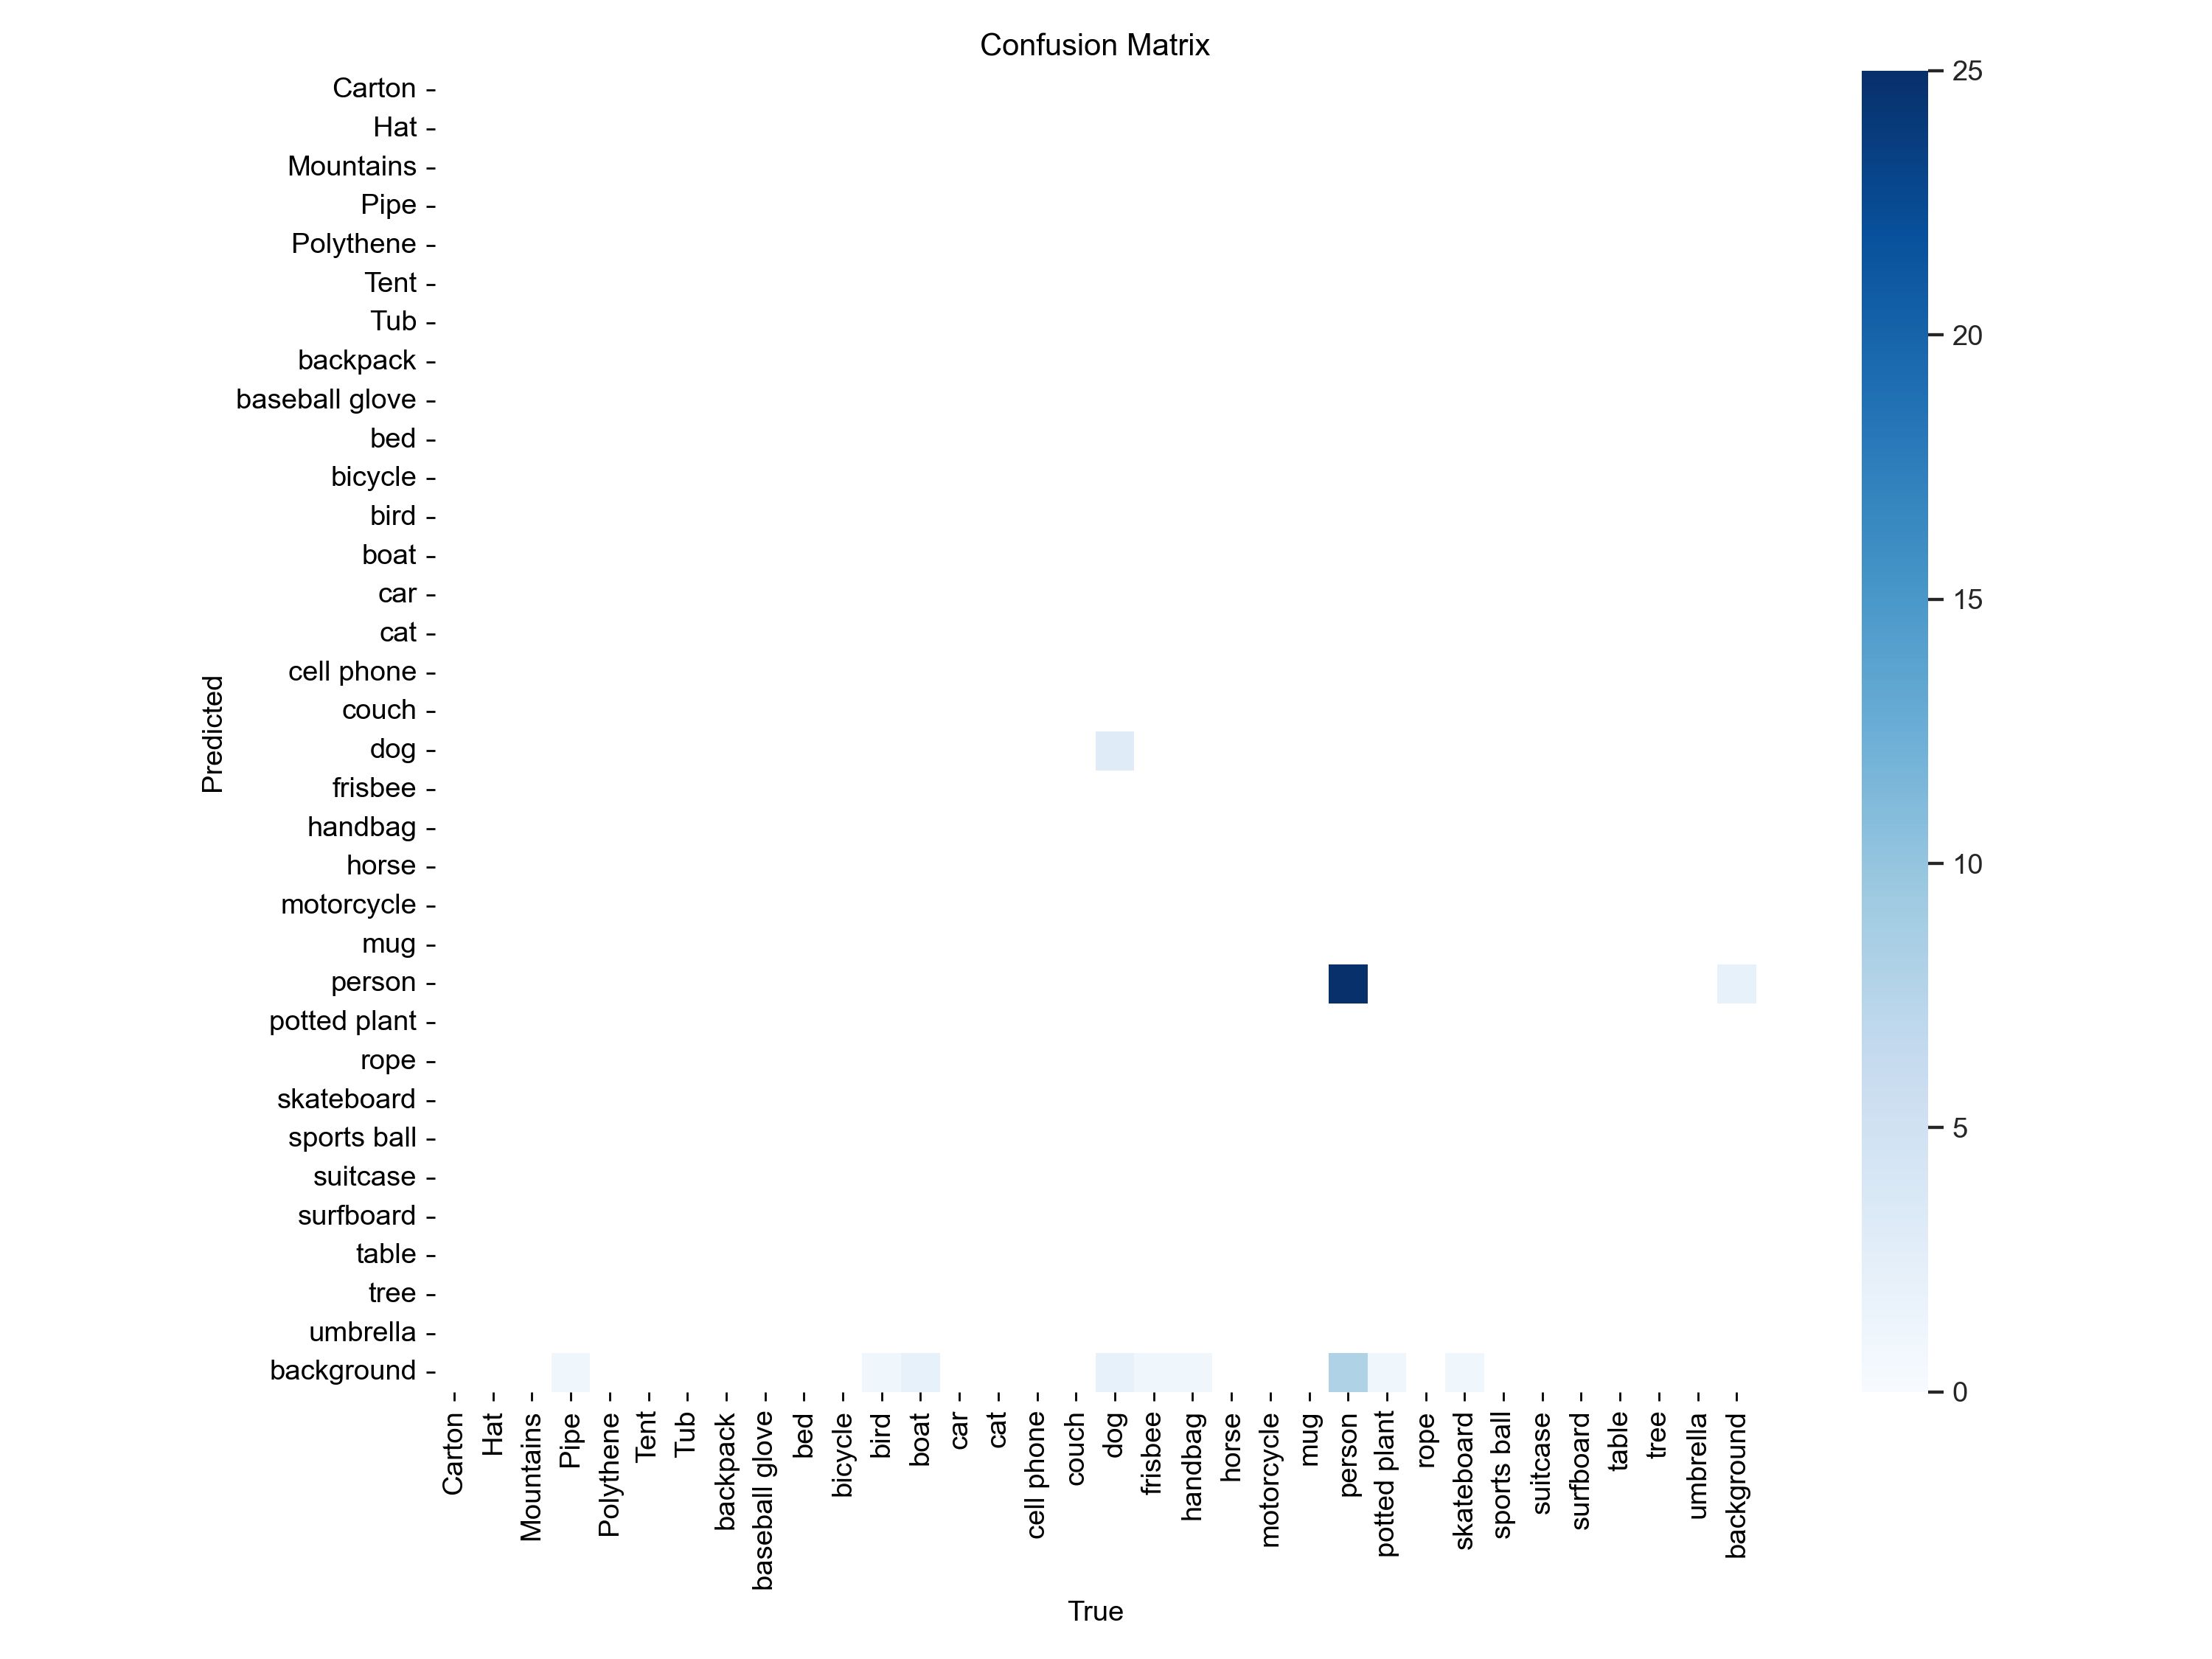 Confusion Matrix
Carton
Hat
Mountains
Pipe
Polythene
Tent
Tub
backpack
baseball glove
bed
bicycle
bird
boat
car
cat
cell phone
couch
dog
frisbee
handbag
horse
motorcycle
mug
person
potted plant
rope
skateboard
sports ball
suitcase
surfboard
table
tree
umbrella
background
Predicted
Carton
Hat
Mountains
Pipe
Polythene
Tent
Tub
backpack
baseball glove
bed
bicycle
bird
boat
car
cat
cell phone
couch
dog
frisbee
handbag
horse
motorcycle
mug
person
potted plant
rope
skateboard
sports ball
suitcase
surfboard
table
tree
umbrella
background
True
25
20
15
10
5
0